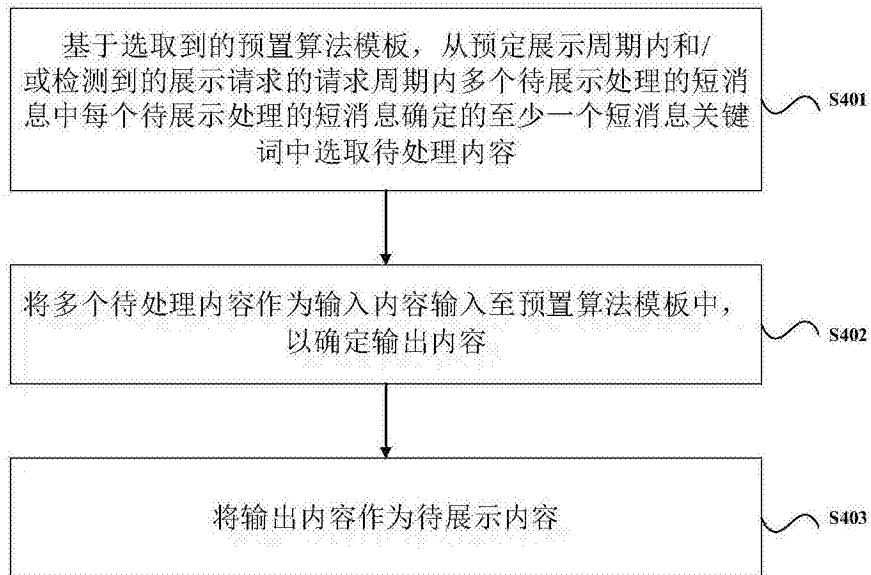 基于选取到的预置算法模板，从预定展示周期内和/
或检测到的展示请求的请求周期内多个待展示处理的短消
息中每个待展示处理的短消息确定的至少一个短消息关键
词中选取待处理内容
S401
将多个待处理内容作为输入内容输入至预置算法模板中，
以确定输出内容
S402
将输出内容作为待展示内容
S403